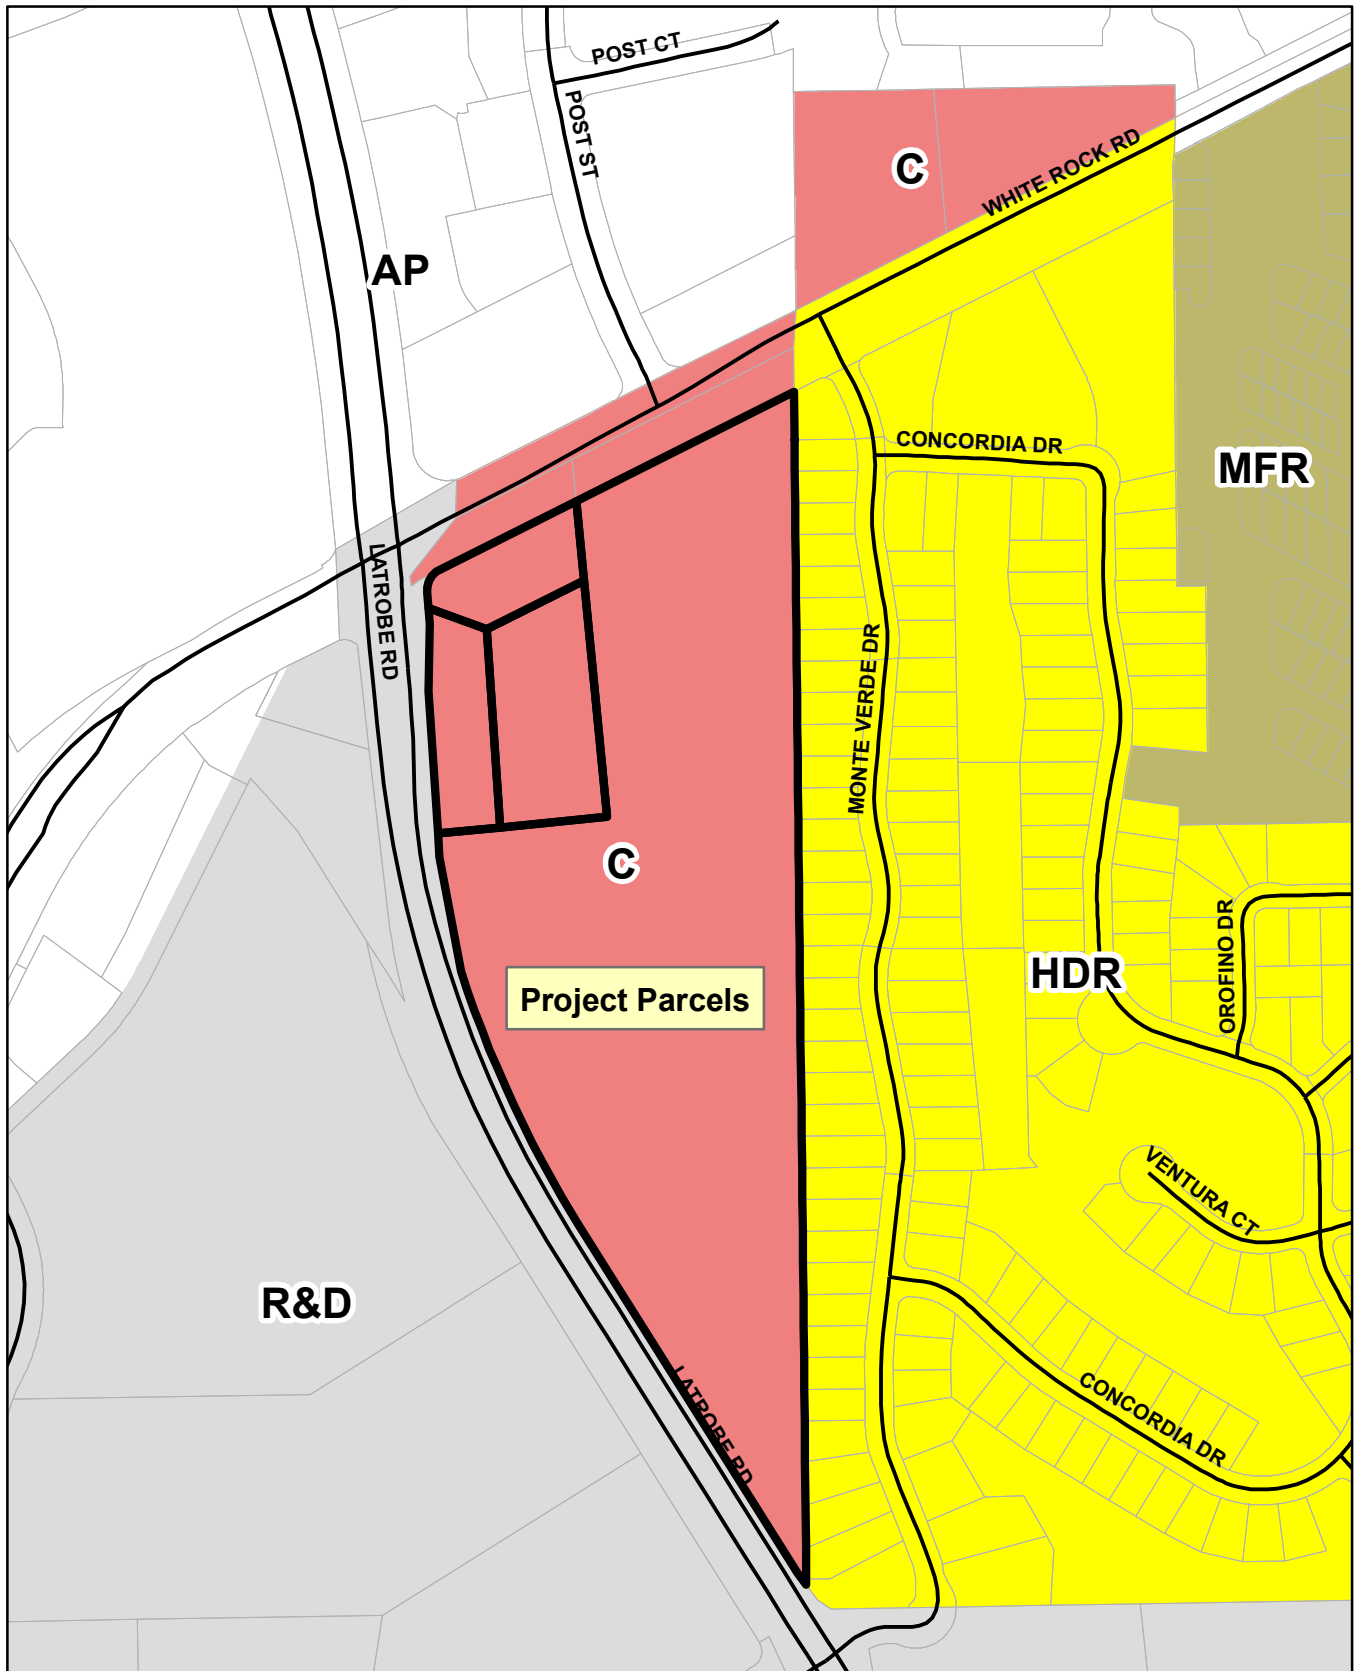 POST CT
POST ST
C
WHITE ROCK RD
AP
CONCORDIA DR
MFR
LATROBE RD
MONTE VERDE DR
C
OROFINO DR
HDR
Project Parcels
VENTURA CT
R&D
LATROBE RD
CONCORDIA DR